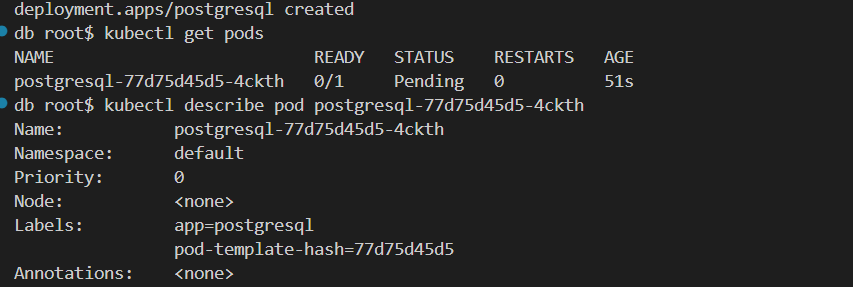 deployment.apps/postgresql created
db root$ kubectl get pods
NAME                          READY   STATUS    RESTARTS   AGE
postgresql-77d75d45d5-4ckth   0/1     Pending   0          51s
db root$ kubectl describe pod postgresql-77d75d45d5-4ckth
Name:           postgresql-77d75d45d5-4ckth
Namespace:      default
Priority:       0
Node:           <none>
Labels:         app=postgresql
                pod-template-hash=77d75d45d5
Annotations:    <none>